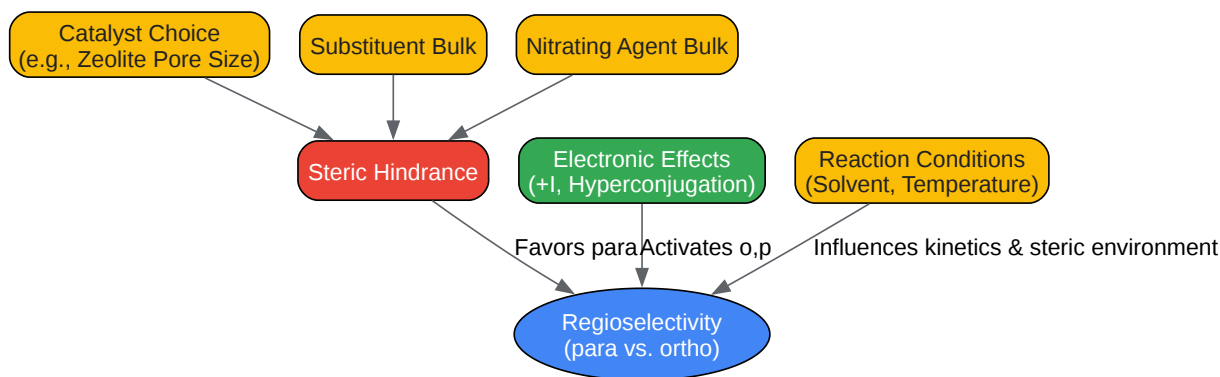 Catalyst Choice
(e.g., Zeolite Pore Size)
Substituent Bulk
Nitrating Agent Bulk
Steric Hindrance
Electronic Effects
(+I, Hyperconjugation)
Reaction Conditions
(Solvent, Temperature)
Favors para
Activates o,p
Influences kinetics & steric environment
Regioselectivity
(para vs. ortho)